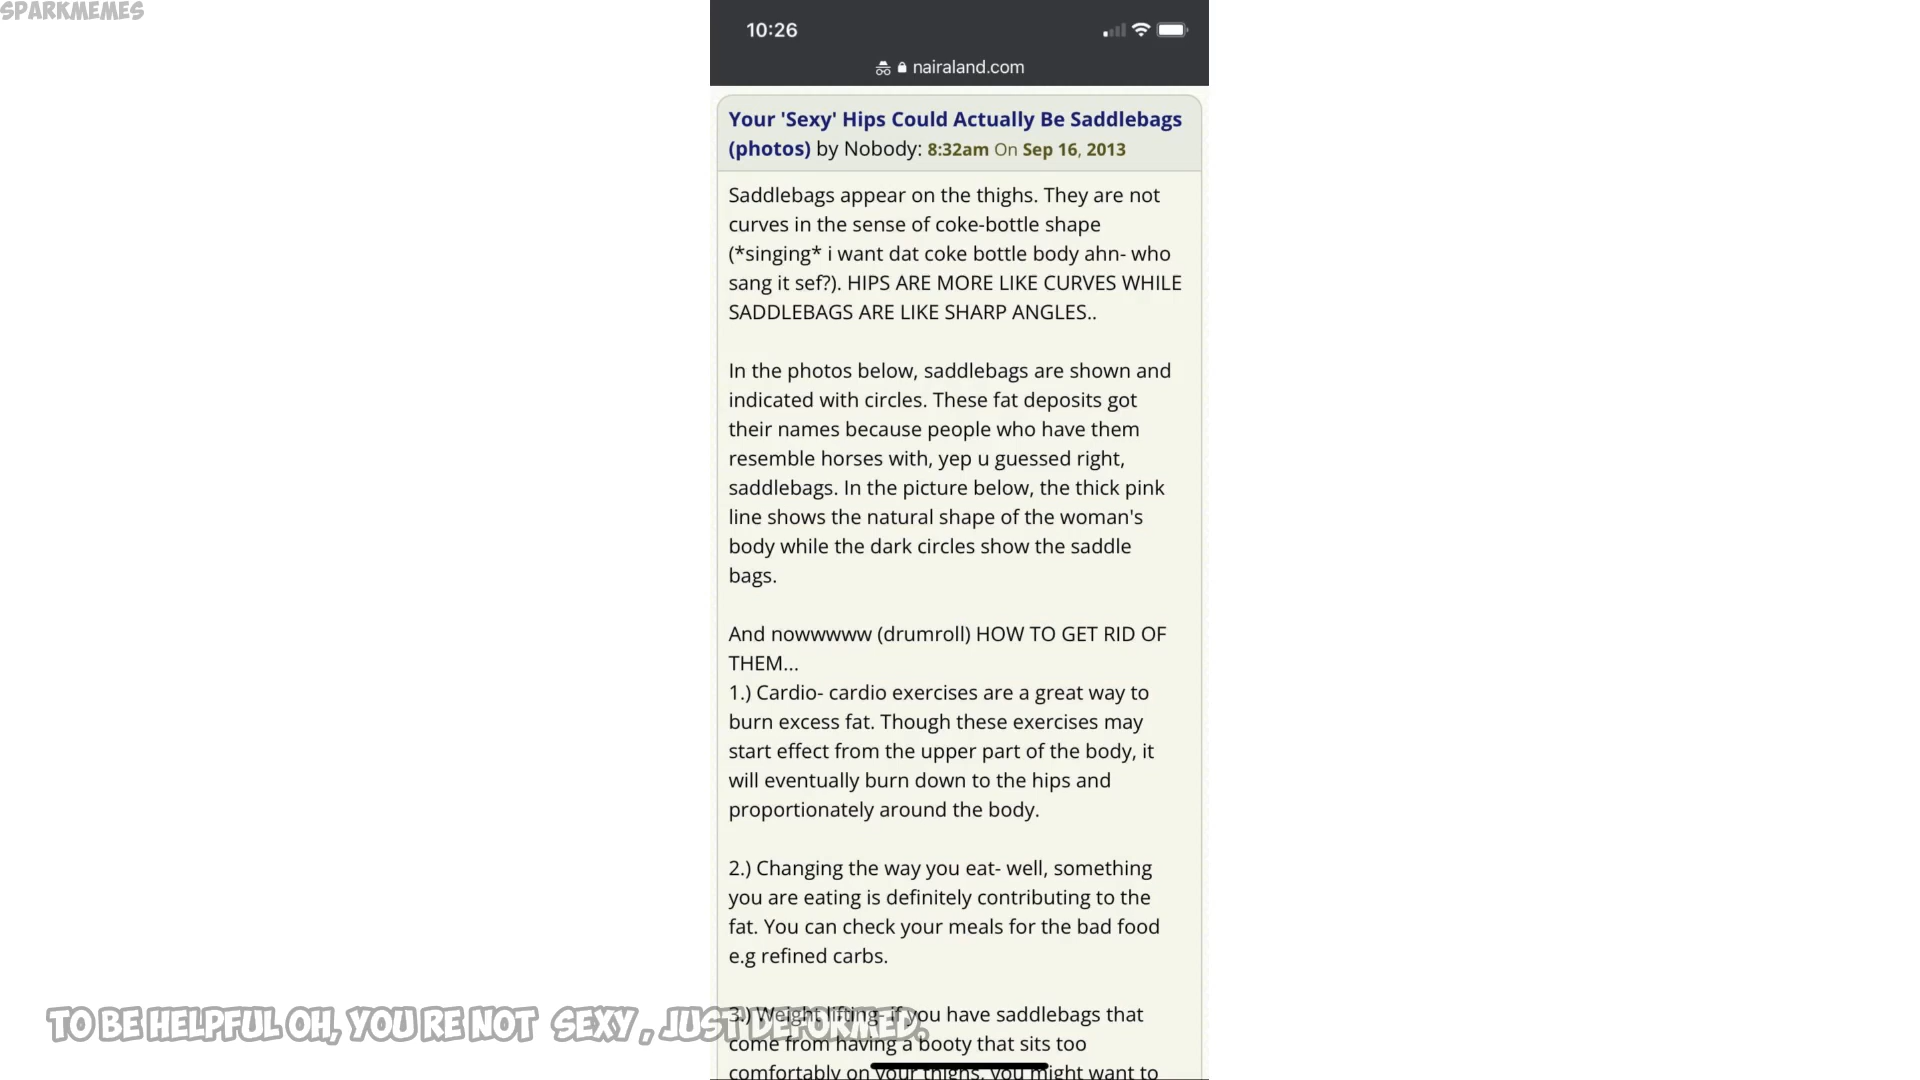 SPARKMEMES
10:26
nairaland.com
Your 'Sexy' Hips Could Actually Be Saddlebags
(photos) by Nobody: 8:32am On Sep 16, 2013
Saddlebags appear on the thighs. They are not
curves in the sense of coke-bottle shape
(*singing* i want dat coke bottle body ahn- who
sang it sef?). HIPS ARE MORE LIKE CURVES WHILE
SADDLEBAGS ARE LIKE SHARP ANGLES..
In the photos below, saddlebags are shown and
indicated with circles. These fat deposits got
their names because people who have them
resemble horses with, yep u guessed right,
saddlebags. In the picture below, the thick pink
line shows the natural shape of the woman's
body while the dark circles show the saddle
bags.
And nowwwww (drumroll) HOW TO GET RID OF
THEM...
1.) Cardio- cardio exercises are a great way to
burn excess fat. Though these exercises may
start effect from the upper part of the body, it
will eventually burn down to the hips and
proportionately around the body.
2.) Changing the way you eat- well, something
you are eating is definitely contributing to the
fat. You can check your meals for the bad food
e.g refined carbs.
3.) Weight lifting- if you have saddlebags that
come from having a booty that sits too
comfortably on your thighs, you might want to
TO BE HELPFUL OH, YOU'RE NOT SEXY, JUST DEFORMED.